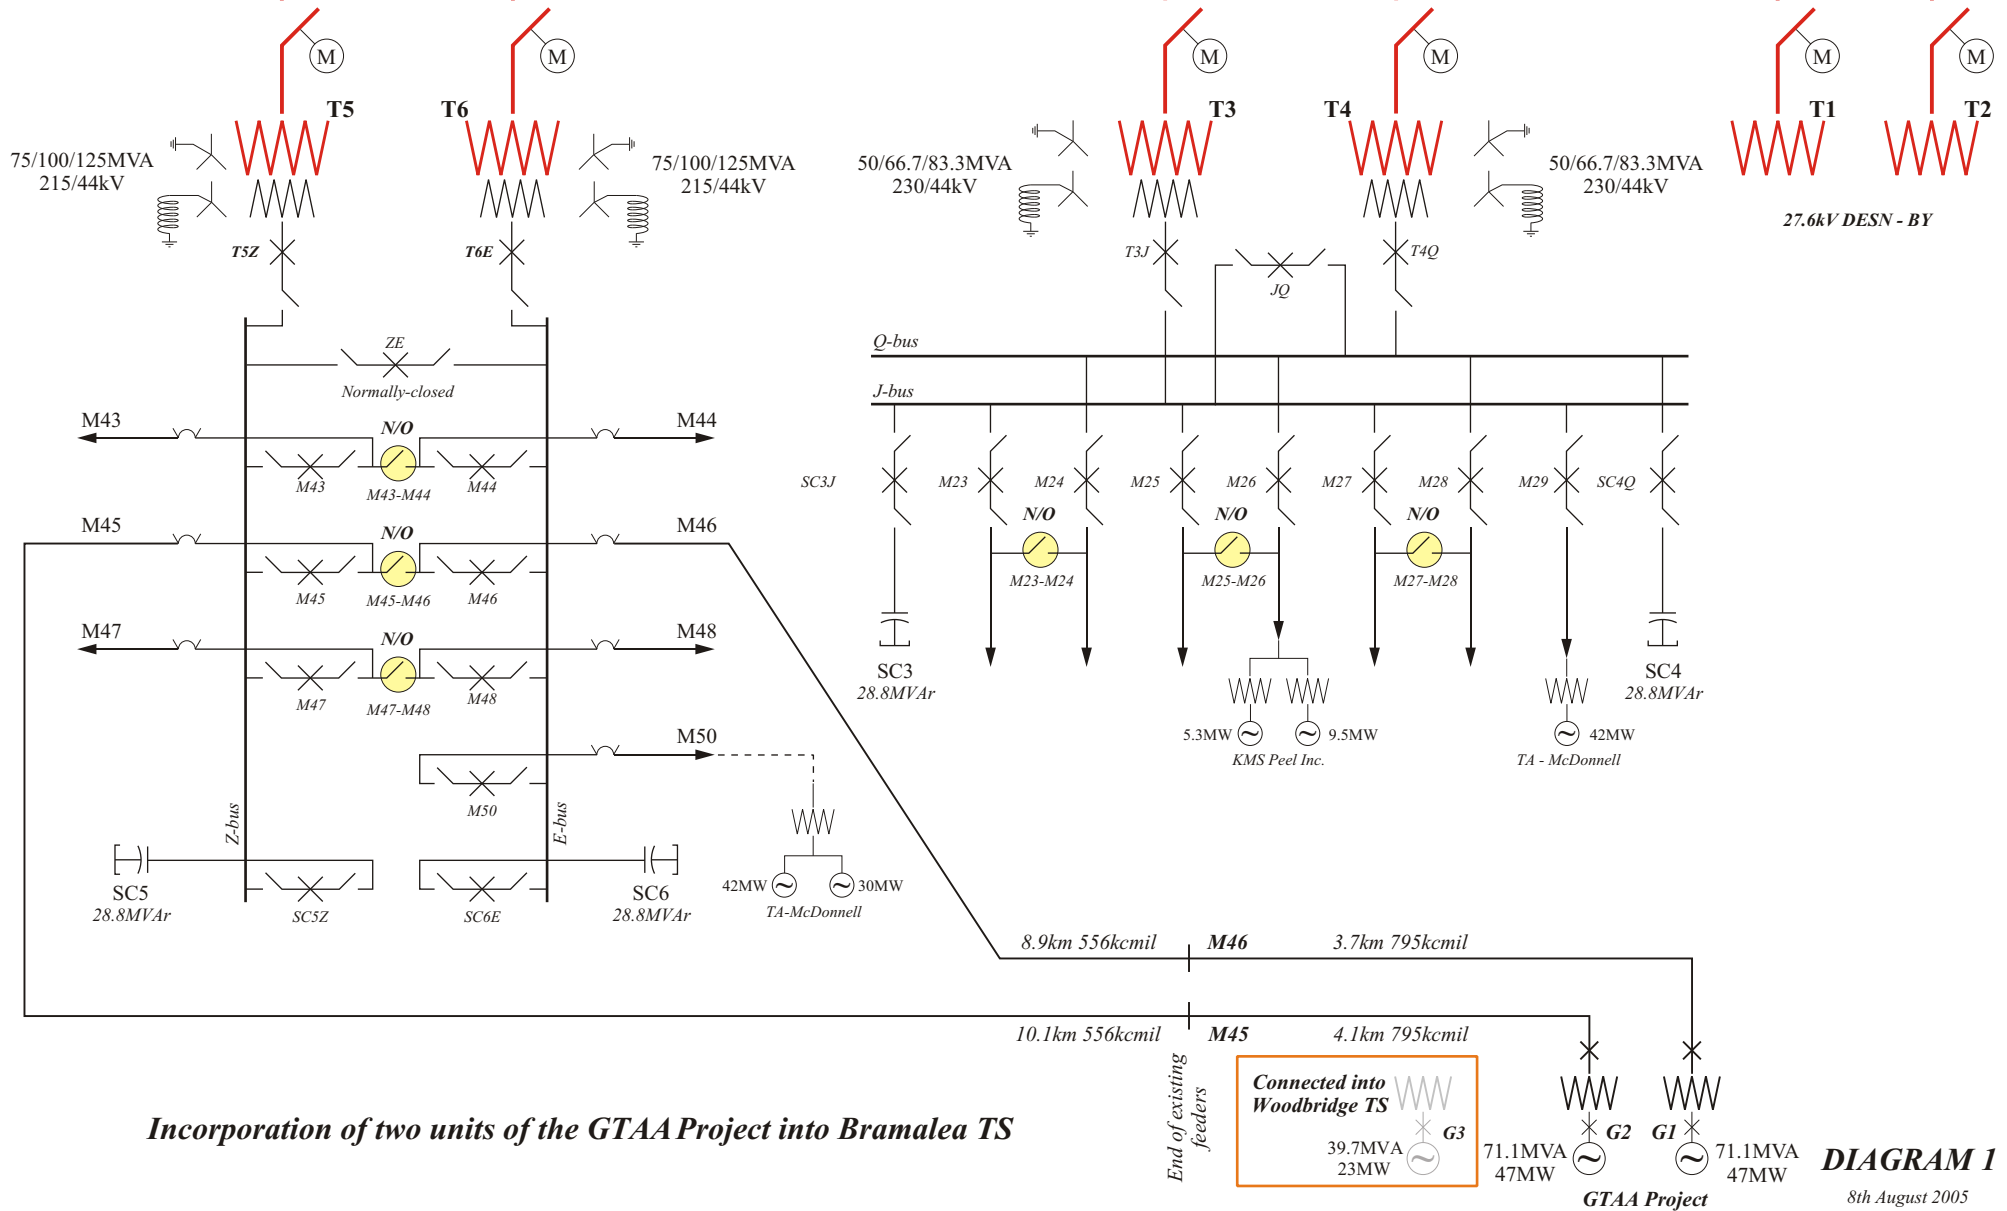 M
M
M
M
M
M
T5
T6
T3
T4
T1
T2
75/100/125MVA
215/44kV
75/100/125MVA
215/44kV
50/66.7/83.3MVA
230/44kV
50/66.7/83.3MVA
230/44kV
27.6kV DESN - BY
T5Z
T6E
T3J
T4Q
JQ
ZE
Normally-closed
Q-bus
J-bus
M43
N/O
M44
M43
M43-M44
M44
M45
N/O
M46
M45
M45-M46
M46
M47
N/O
M48
M47
M47-M48
M48
M50
M50
Z-bus
E-bus
SC5
28.8MVAr
SC5Z
SC6E
SC6
28.8MVAr
42MW
30MW
TA-McDonnell
SC3J
M23
M24
M25
M26
M27
M28
M29
SC4Q
N/O
N/O
N/O
M23-M24
M25-M26
M27-M28
SC3
28.8MVAr
SC4
28.8MVAr
5.3MW
9.5MW
KMS Peel Inc.
42MW
TA - McDonnell
8.9km 556kcmil
M46
3.7km 795kcmil
10.1km 556kcmil
M45
4.1km 795kcmil
End of existing
feeders
Connected into
Woodbridge TS
G3
39.7MVA
23MW
G2
G1
71.1MVA
47MW
71.1MVA
47MW
GTAA Project
Incorporation of two units of the GTAA Project into Bramalea TS
DIAGRAM 1
8th August 2005